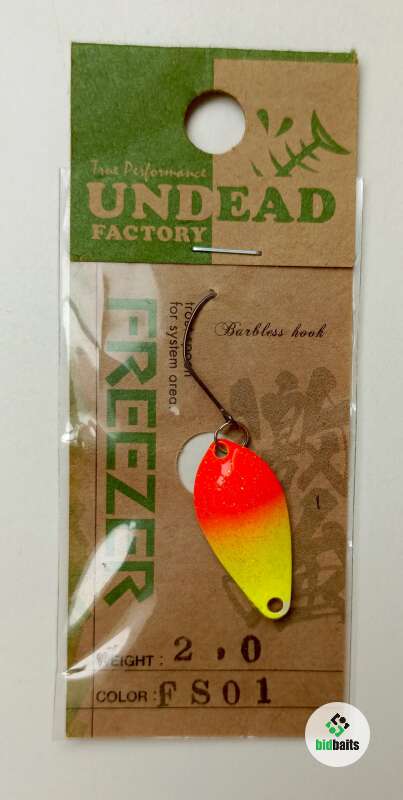 True Performance
UNDEAD
FACTORY
Barbless hook
for system area
FREEZER
WEIGHT: 2.0
COLOR: FS01
bidbaits